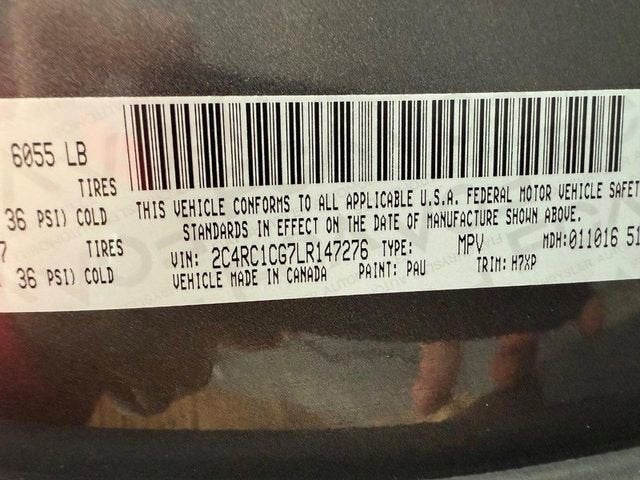 6055 LB
TIRES
36 PSI) COLD
7 TIRES
36 PSI) COLD
THIS VEHICLE CONFORMS TO ALL APPLICABLE U.S.A. FEDERAL MOTOR VEHICLE SAFET
STANDARDS IN EFFECT ON THE DATE OF MANUFACTURE SHOWN ABOVE.
VIN: 2C4RC1CG7LR147276 TYPE: MPV MDH:011016 51
VEHICLE MADE IN CANADA PAINT: PAU TRIM: H7XP